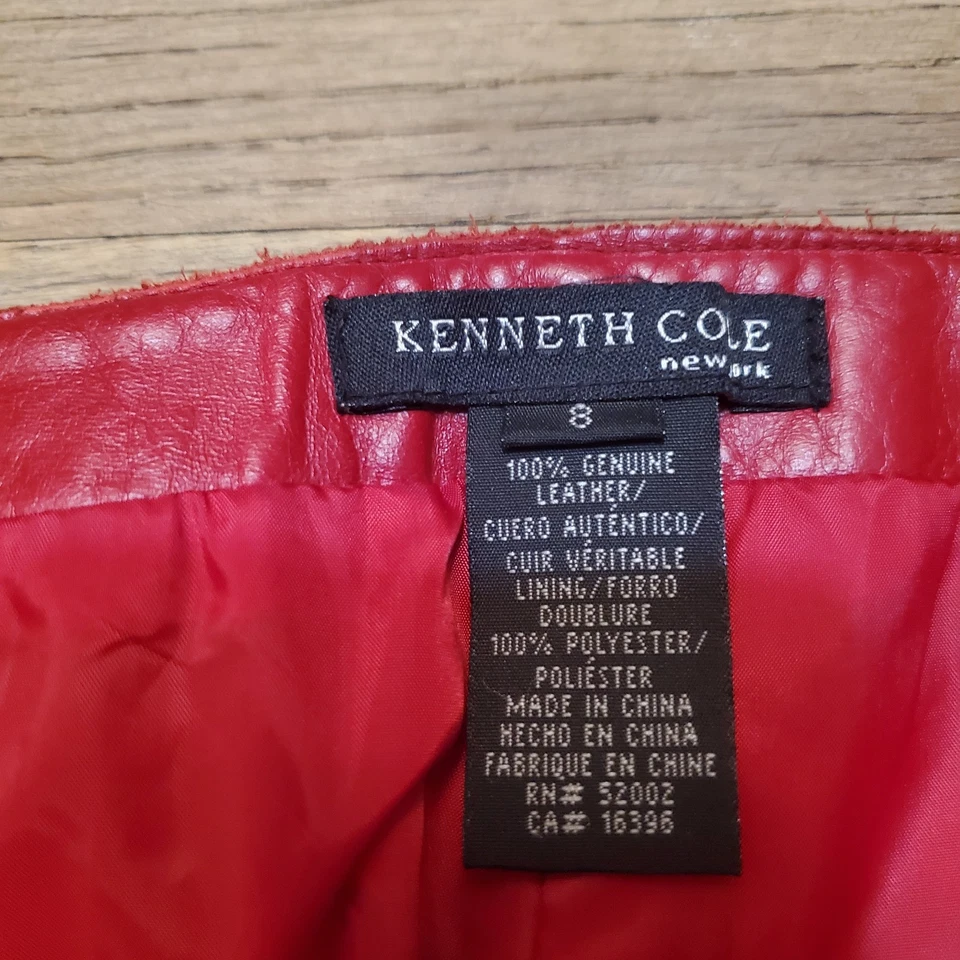 KENNETH COLE
new
8
100% GENUINE
LEATHER/
CUERO AUTÉNTICO/
CUIR VÉRITABLE
LINING/FORRO
DOUBLURE
100% POLYESTER/
POLIÉSTER
MADE IN CHINA
HECHO EN CHINA
FABRIQUE EN CHINE
RN# 52002
CA# 16396